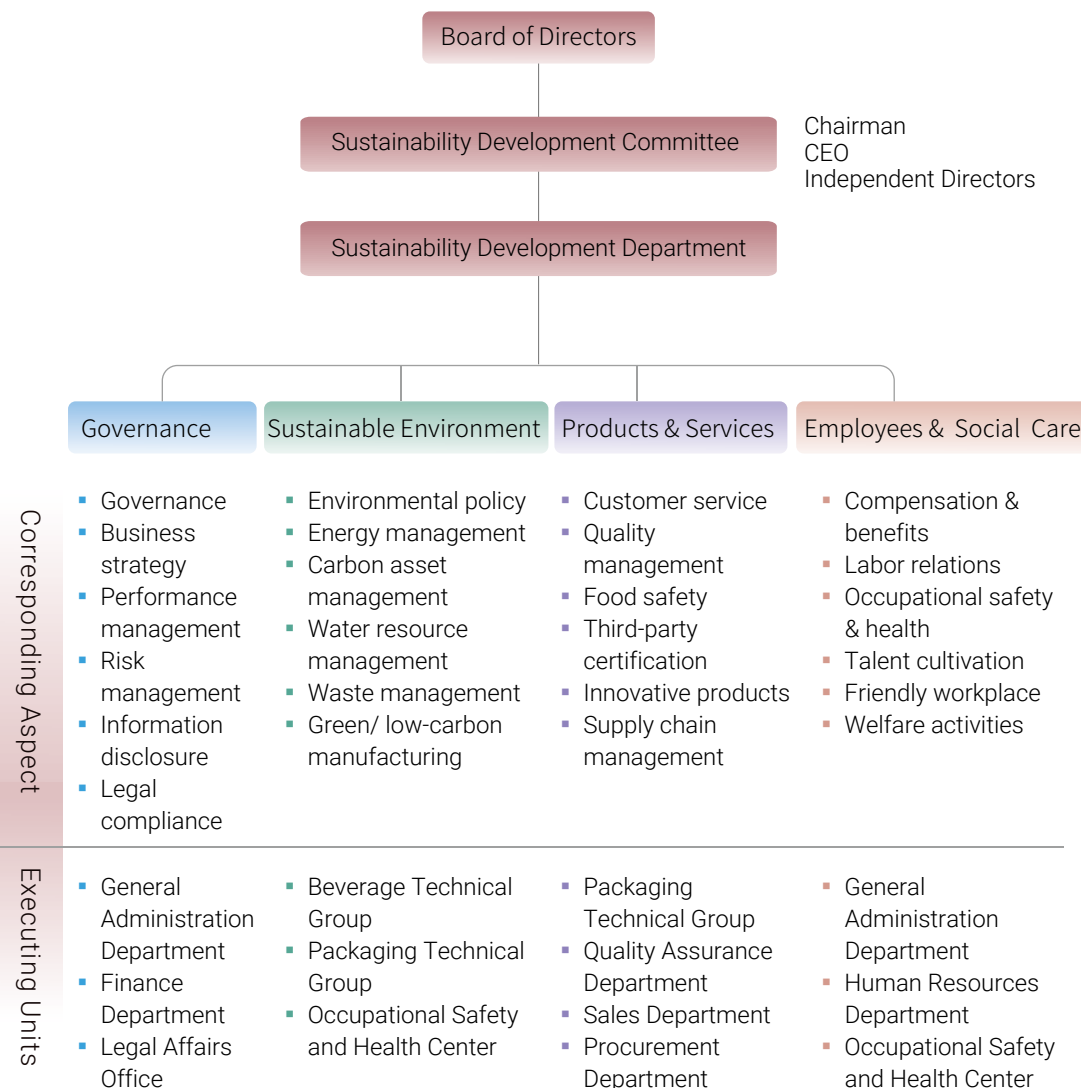 Board of Directors
Sustainability Development Committee
Chairman
CEO
Independent Directors
Sustainability Development Department
Governance
Sustainable Environment
Products & Services
Employees & Social Care
Corresponding Aspect
▪ Governance
▪ Business
strategy
▪ Performance
management
▪ Risk
management
▪ Information
disclosure
▪ Legal
compliance
▪ Environmental policy
▪ Energy management
▪ Carbon asset
management
▪ Water resource
management
▪ Waste management
▪ Green/ low-carbon
manufacturing
▪ Customer service
▪ Quality
management
▪ Food safety
▪ Third-party
certification
▪ Innovative products
▪ Supply chain
management
▪ Compensation &
benefits
▪ Labor relations
▪ Occupational safety
& health
▪ Talent cultivation
▪ Friendly workplace
▪ Welfare activities
Executing Units
▪ General
Administration
Department
▪ Finance
Department
▪ Legal Affairs
Office
▪ Beverage Technical
Group
▪ Packaging Technical
Group
▪ Occupational Safety
and Health Center
▪ Packaging
Technical Group
▪ Quality Assurance
Department
▪ Sales Department
▪ Procurement
Department
▪ General
Administration
Department
▪ Human Resources
Department
▪ Occupational Safety
and Health Center